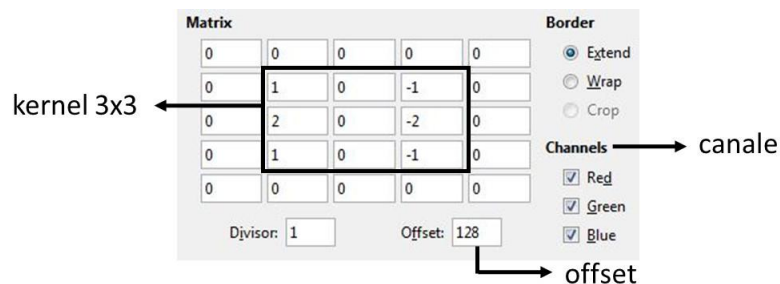 Matrix
Border
0 0 0 0 0
Extend
0 1 0 -1 0
Wrap
kernel 3x3
0 2 0 -2 0
Crop
0 1 0 -1 0
Channels
canale
0 0 0 0 0
Red
Green
Divisor: 1
Offset: 128
Blue
offset